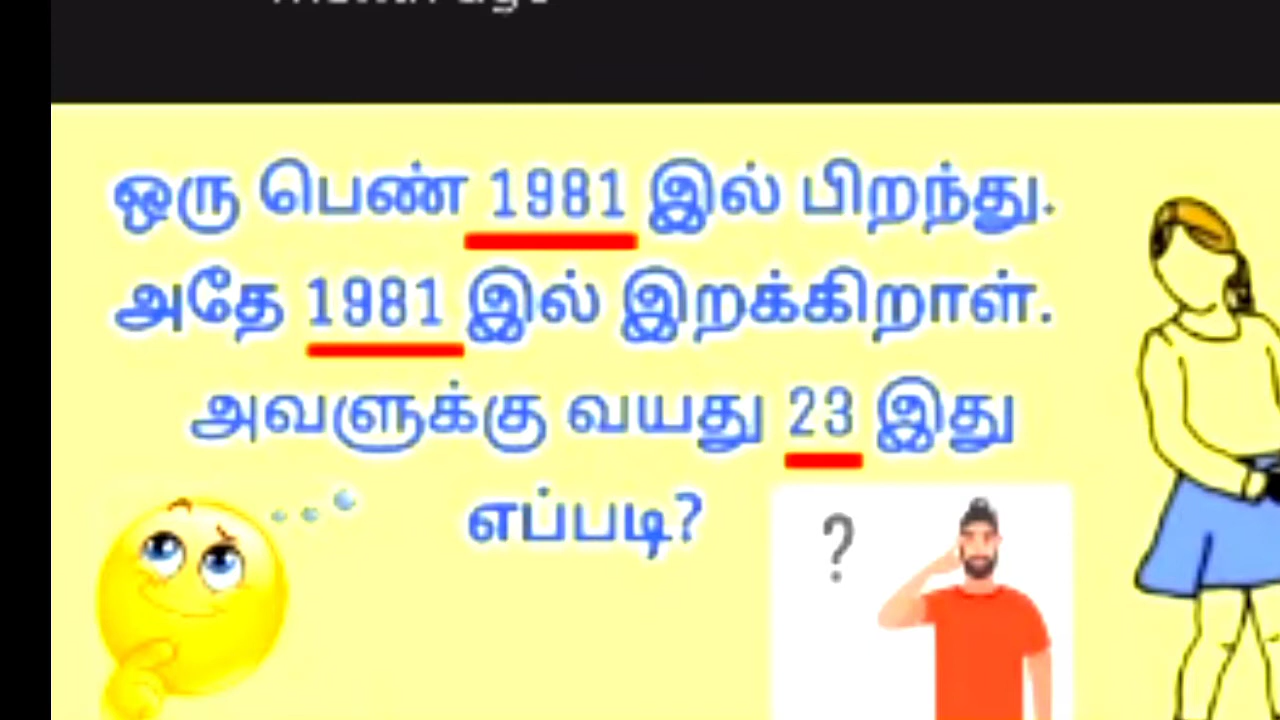 ஒரு பெண் 1981 இல் பிறந்து.
அதே 1981 இல் இறக்கிறாள்.
அவளுக்கு வயது 23 இது
எப்படி?
?